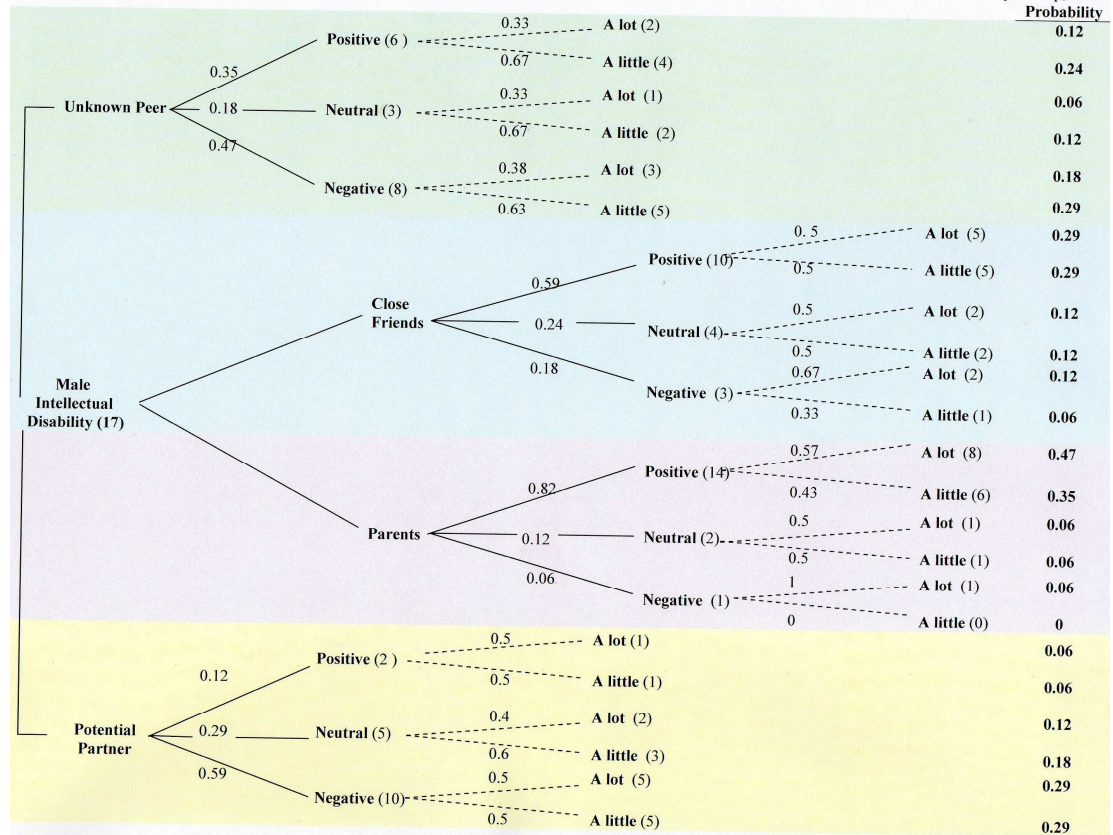 Probability
0.33 A lot (2) 0.12
Positive (6 )
0.67 A little (4) 0.24
0.35
0.33 A lot (1) 0.06
Unknown Peer 0.18 Neutral (3)
0.67 A little (2) 0.12
0.47
0.38 A lot (3) 0.18
Negative (8)
0.63 A little (5) 0.29
0. 5 A lot (5) 0.29
Positive (10)
0.5 A little (5) 0.29
0.59
Close
Friends
0.5 A lot (2) 0.12
0.24 Neutral (4)
0.5 A little (2) 0.12
0.18
0.67 A lot (2) 0.12
Negative (3)
0.33 A little (1) 0.06
Male
Intellectual
Disability (17)
0.57 A lot (8) 0.47
Positive (14)
0.43 A little (6) 0.35
0.82
0.5 A lot (1) 0.06
Parents 0.12 Neutral (2)
0.5 A little (1) 0.06
0.06
1 A lot (1) 0.06
Negative (1)
0 A little (0) 0
0.5 A lot (1) 0.06
Positive (2 )
0.5 A little (1) 0.06
0.12
0.4 A lot (2) 0.12
Potential
Partner
0.29 Neutral (5)
0.6 A little (3) 0.18
0.59
0.5 A lot (5) 0.29
Negative (10)
0.5 A little (5) 0.29